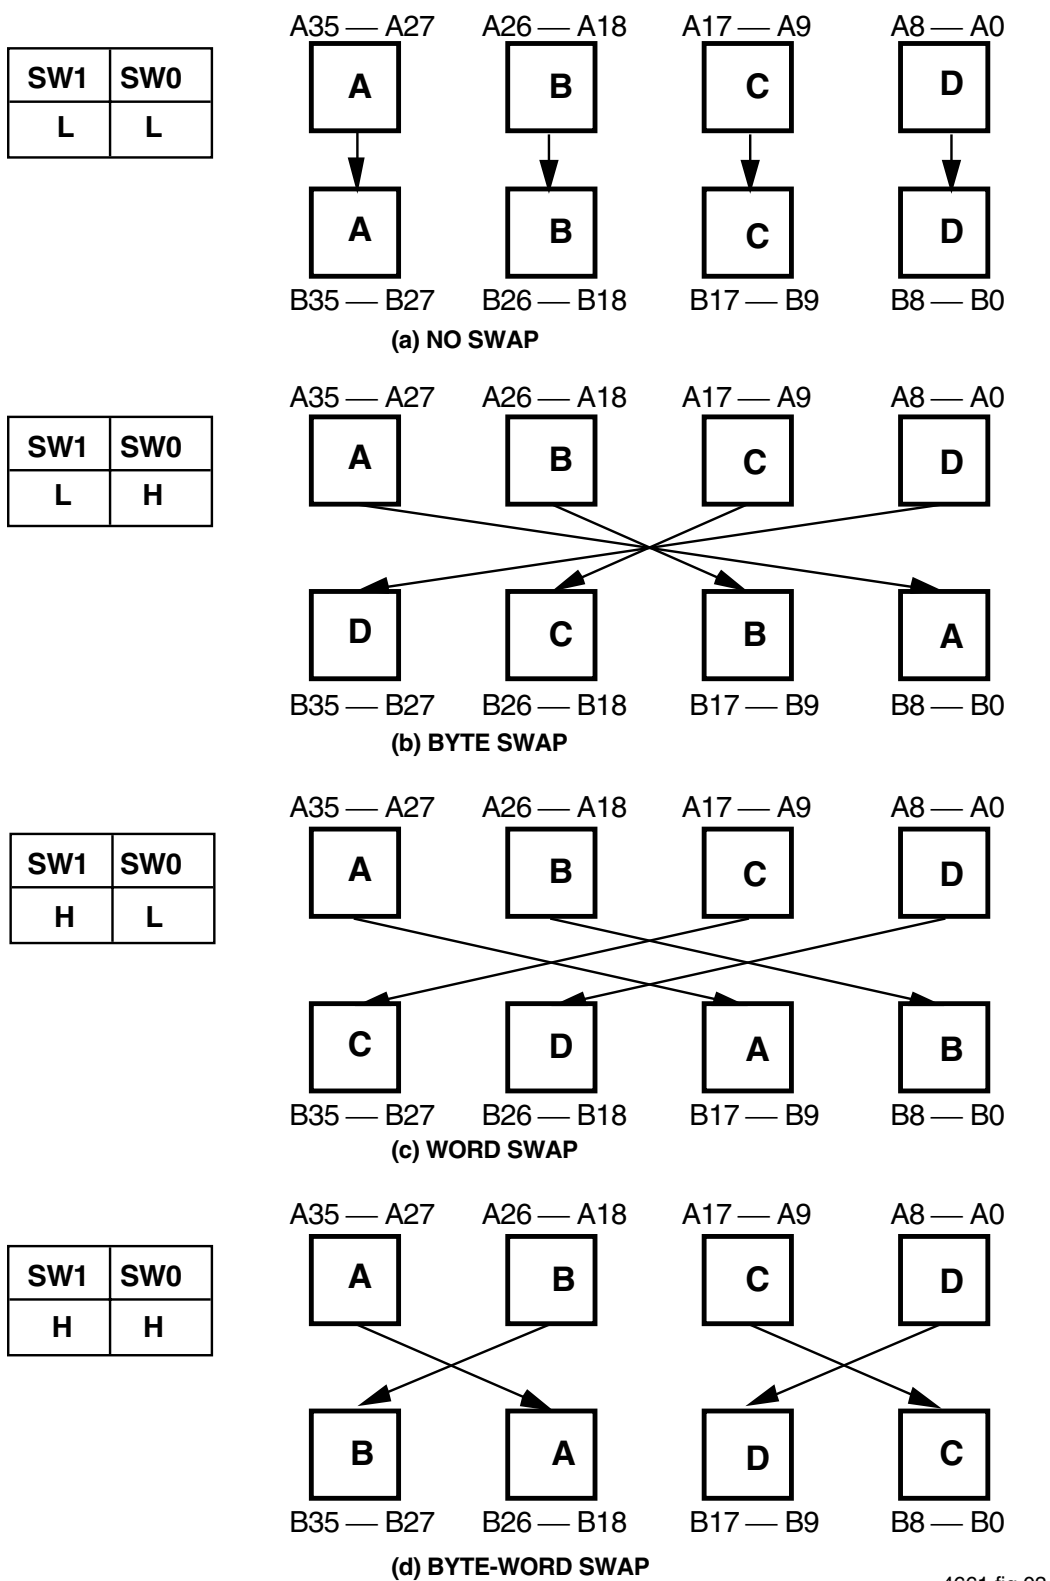 A35 — A27 A26 — A18 A17 — A9 A8 — A0
SW1 SW0
L L
A B C D
A B C D
B35 — B27 B26 — B18 B17 — B9 B8 — B0
(a) NO SWAP
A35 — A27 A26 — A18 A17 — A9 A8 — A0
SW1 SW0
L H
A B C D
D C B A
B35 — B27 B26 — B18 B17 — B9 B8 — B0
(b) BYTE SWAP
A35 — A27 A26 — A18 A17 — A9 A8 — A0
SW1 SW0
H L
A B C D
C D A B
B35 — B27 B26 — B18 B17 — B9 B8 — B0
(c) WORD SWAP
A35 — A27 A26 — A18 A17 — A9 A8 — A0
SW1 SW0
H H
A B C D
B A D C
B35 — B27 B26 — B18 B17 — B9 B8 — B0
(d) BYTE-WORD SWAP